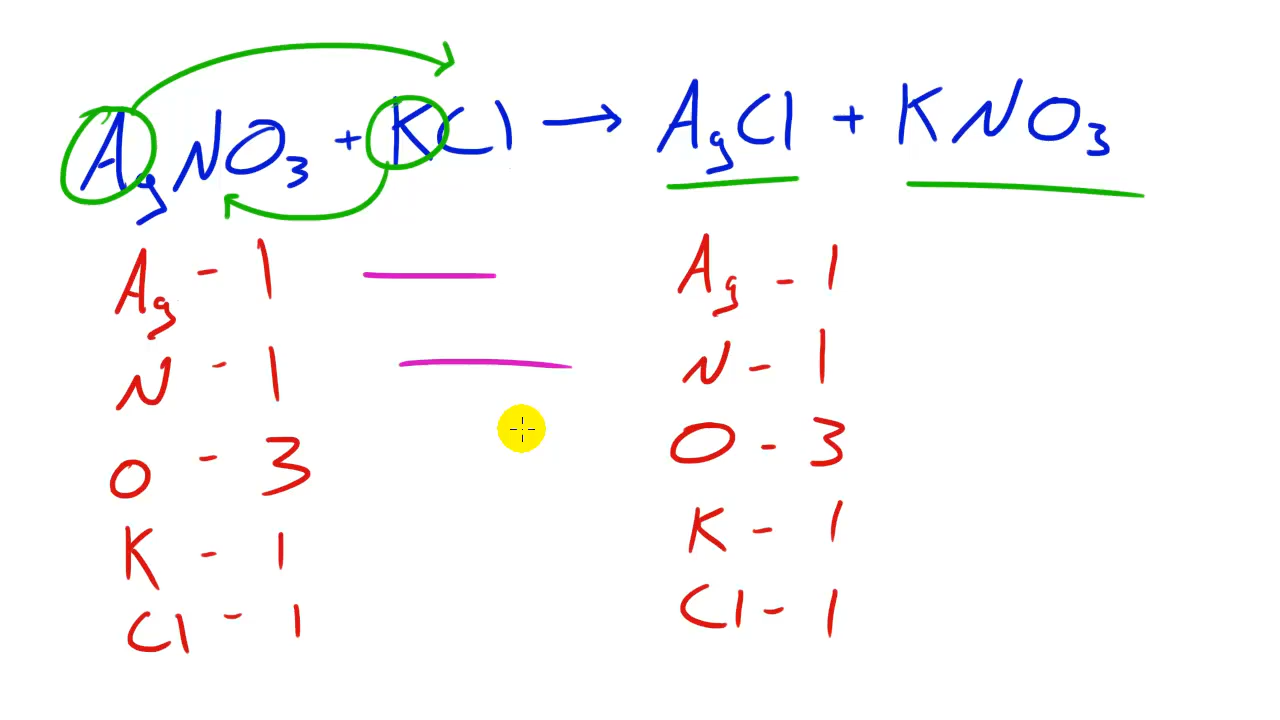 AgNO₃ + KCl → AgCl + KNO₃
Ag - 1 Ag - 1
N - 1 N - 1
O - 3 O - 3
K - 1 K - 1
Cl - 1 Cl - 1